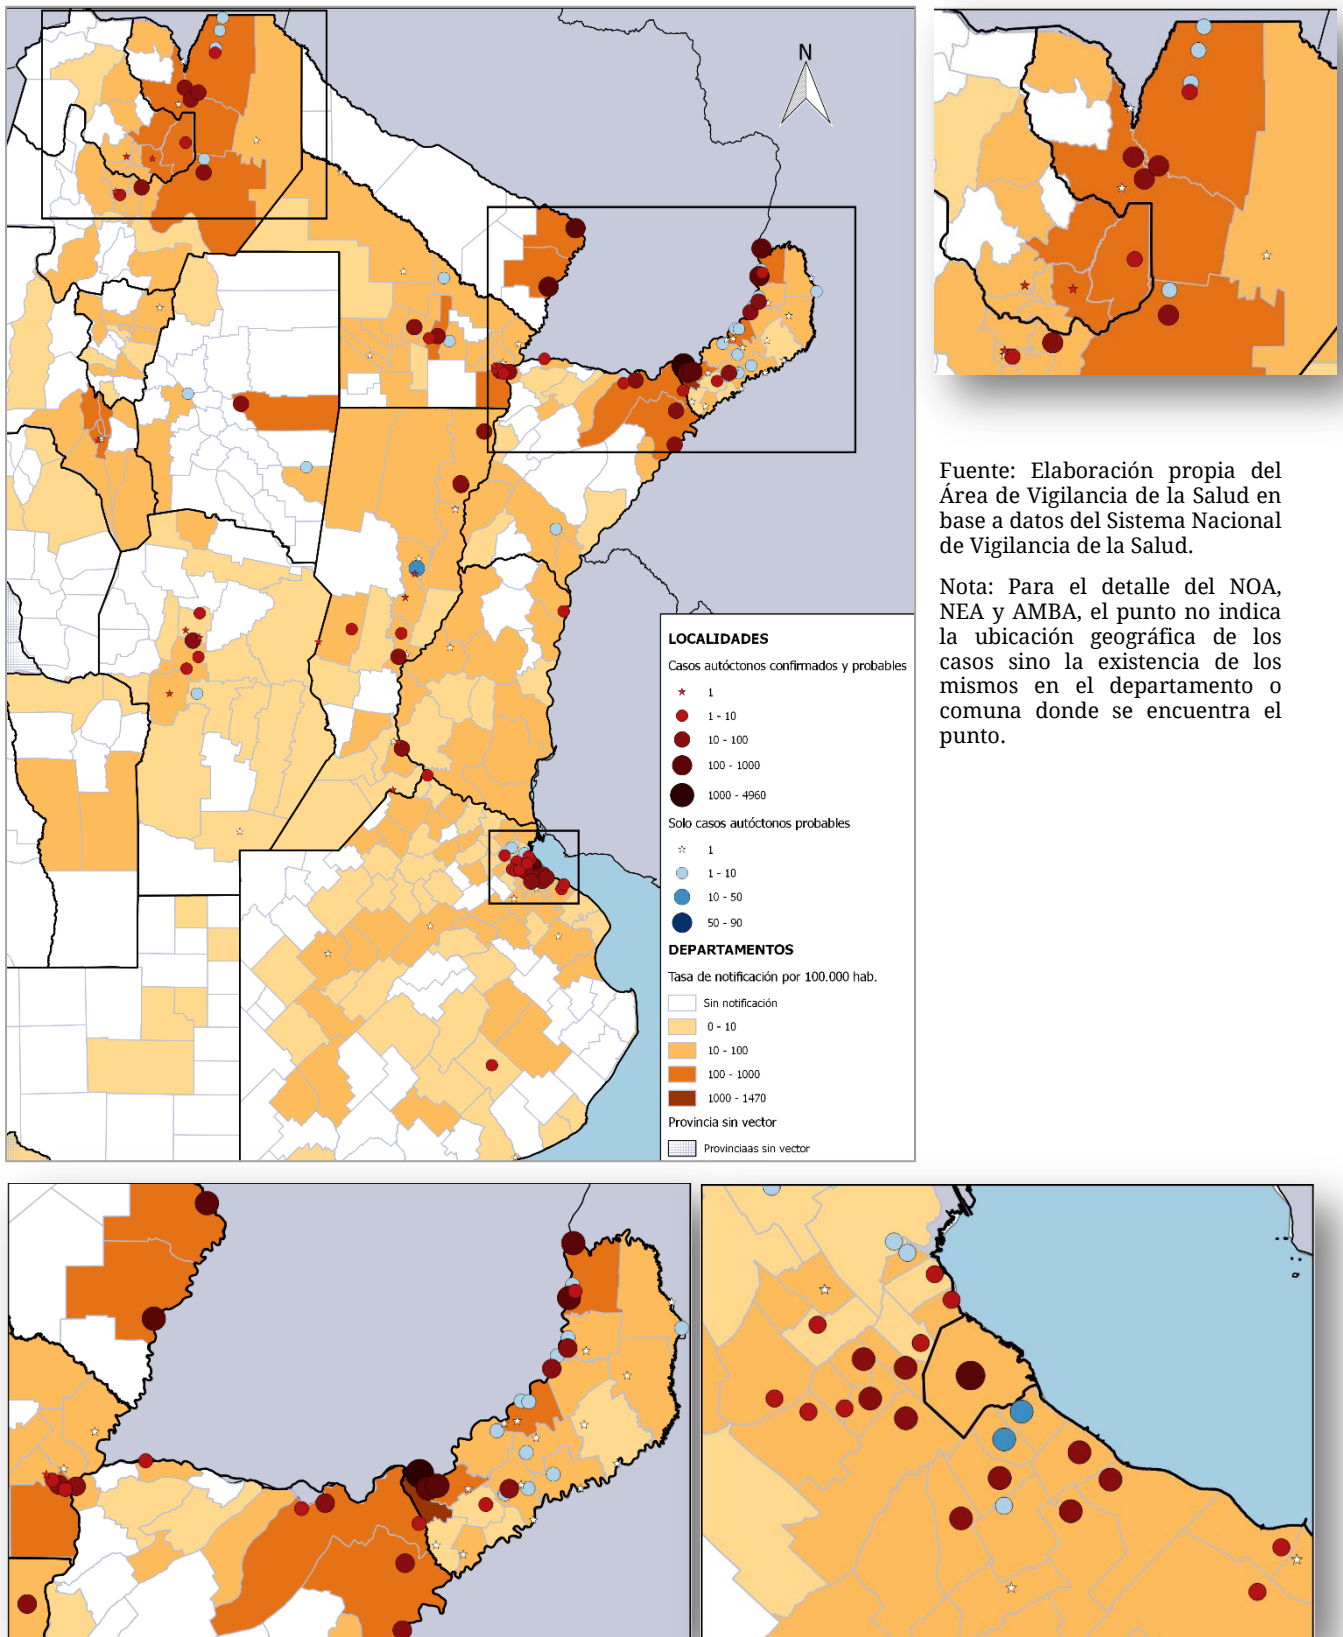 N
Fuente: Elaboración propia del
Área de Vigilancia de la Salud en
base a datos del Sistema Nacional
de Vigilancia de la Salud.
Nota: Para el detalle del NOA,
NEA y AMBA, el punto no indica
la ubicación geográfica de los
casos sino la existencia de los
mismos en el departamento o
comuna donde se encuentra el
punto.
LOCALIDADES
Casos autóctonos confirmados y probables
1
1 - 10
10 - 100
100 - 1000
1000 - 4960
Solo casos autóctonos probables
1
1 - 10
10 - 50
50 - 90
DEPARTAMENTOS
Tasa de notificación por 100.000 hab.
Sin notificación
0 - 10
10 - 100
100 - 1000
1000 - 1470
Provincia sin vector
Provinciaas sin vector